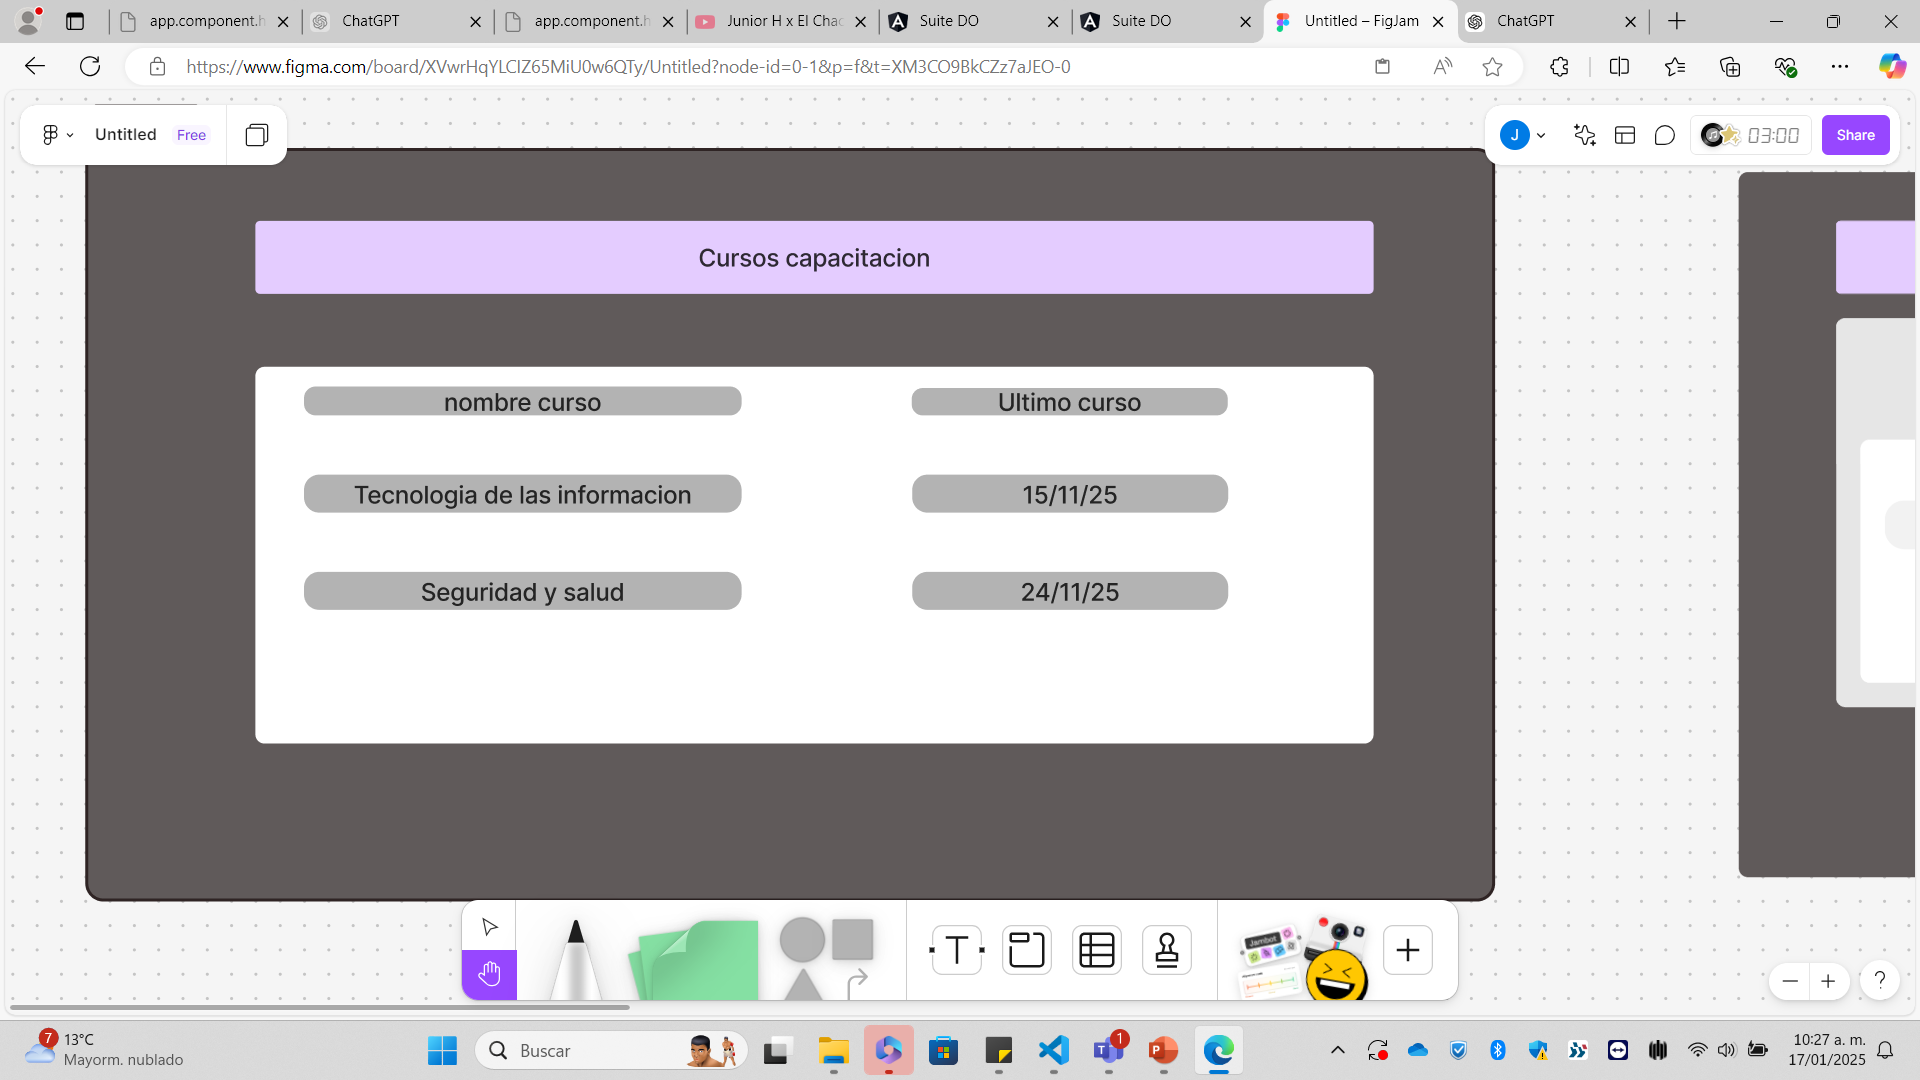 app.component.h
ChatGPT
app.component.h
Junior H x El Chac
Suite DO
Suite DO
Untitled – FigJam
ChatGPT
https://www.figma.com/board/XVwrHqYLCIZ65MiU0w6QTy/Untitled?node-id=0-1&p=f&t=XM3CO9BkCZz7aJEO-0
Untitled
Free
J
03:00
Share
Cursos capacitacion
nombre curso
Ultimo curso
Tecnologia de las informacion
15/11/25
Seguridad y salud
24/11/25
T
Jambot
?
7
13°C
Mayorm. nublado
Buscar
1
10:27 a. m.
17/01/2025